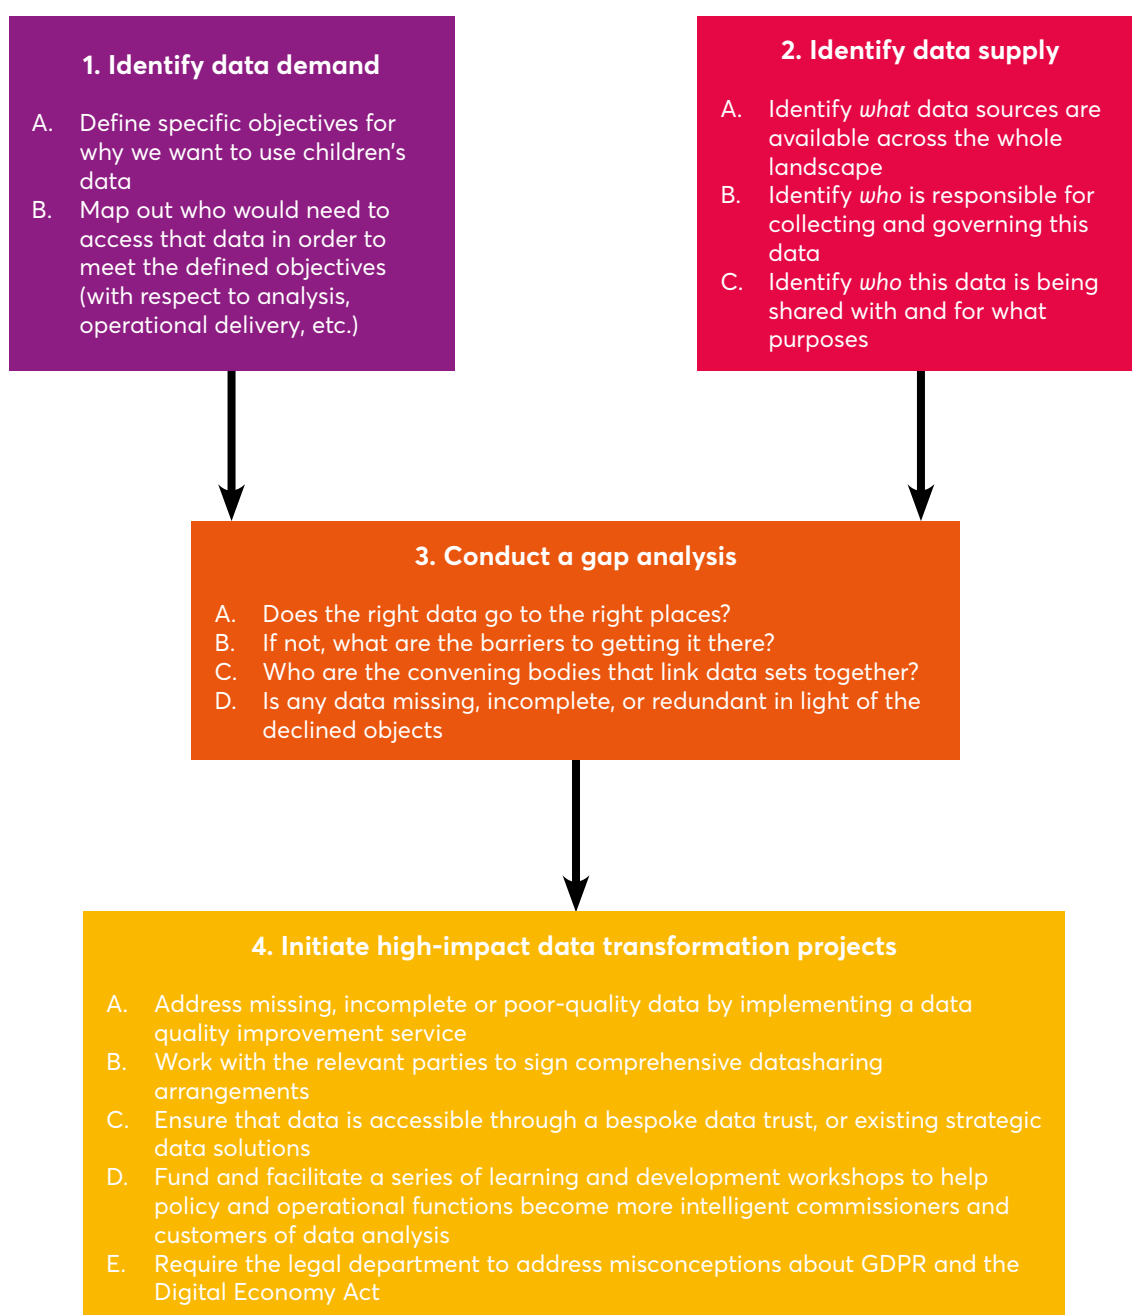 1. Identify data demand
A. Define specific objectives for
why we want to use children's
data
B. Map out who would need to
access that data in order to
meet the defined objectives
(with respect to analysis,
operational delivery, etc.)
2. Identify data supply
A. Identify what data sources are
available across the whole
landscape
B. Identify who is responsible for
collecting and governing this
data
C. Identify who this data is being
shared with and for what
purposes
3. Conduct a gap analysis
A. Does the right data go to the right places?
B. If not, what are the barriers to getting it there?
C. Who are the convening bodies that link data sets together?
D. Is any data missing, incomplete, or redundant in light of the
declined objects
4. Initiate high-impact data transformation projects
A. Address missing, incomplete or poor-quality data by implementing a data
quality improvement service
B. Work with the relevant parties to sign comprehensive datasharing
arrangements
C. Ensure that data is accessible through a bespoke data trust, or existing strategic
data solutions
D. Fund and facilitate a series of learning and development workshops to help
policy and operational functions become more intelligent commissioners and
customers of data analysis
E. Require the legal department to address misconceptions about GDPR and the
Digital Economy Act